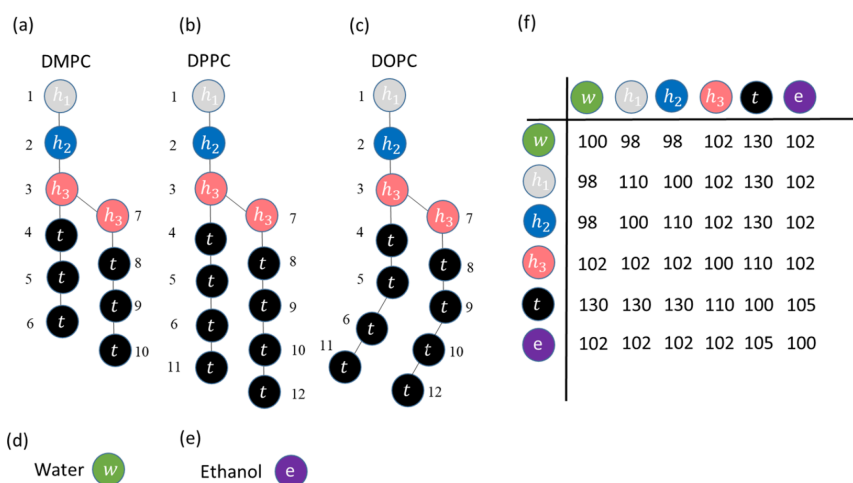 (a)
DMPC
1 h1
2 h2
3 h3
h3 7
4 t
t 8
5 t
t 9
6 t
t 10
(b)
DPPC
1 h1
2 h2
3 h3
h3 7
4 t
t 8
5 t
t 9
6 t
t 10
11 t
t 12
(c)
DOPC
1 h1
2 h2
3 h3
h3 7
4 t
t 8
5 t
t 9
6 t
t 10
11 t
t 12
(d)
Water w
(e)
Ethanol e
(f)
w h1 h2 h3 t e
w 100 98 98 102 130 102
h1 98 110 100 102 130 102
h2 98 100 110 102 130 102
h3 102 102 102 100 110 102
t 130 130 130 110 100 105
e 102 102 102 102 105 100